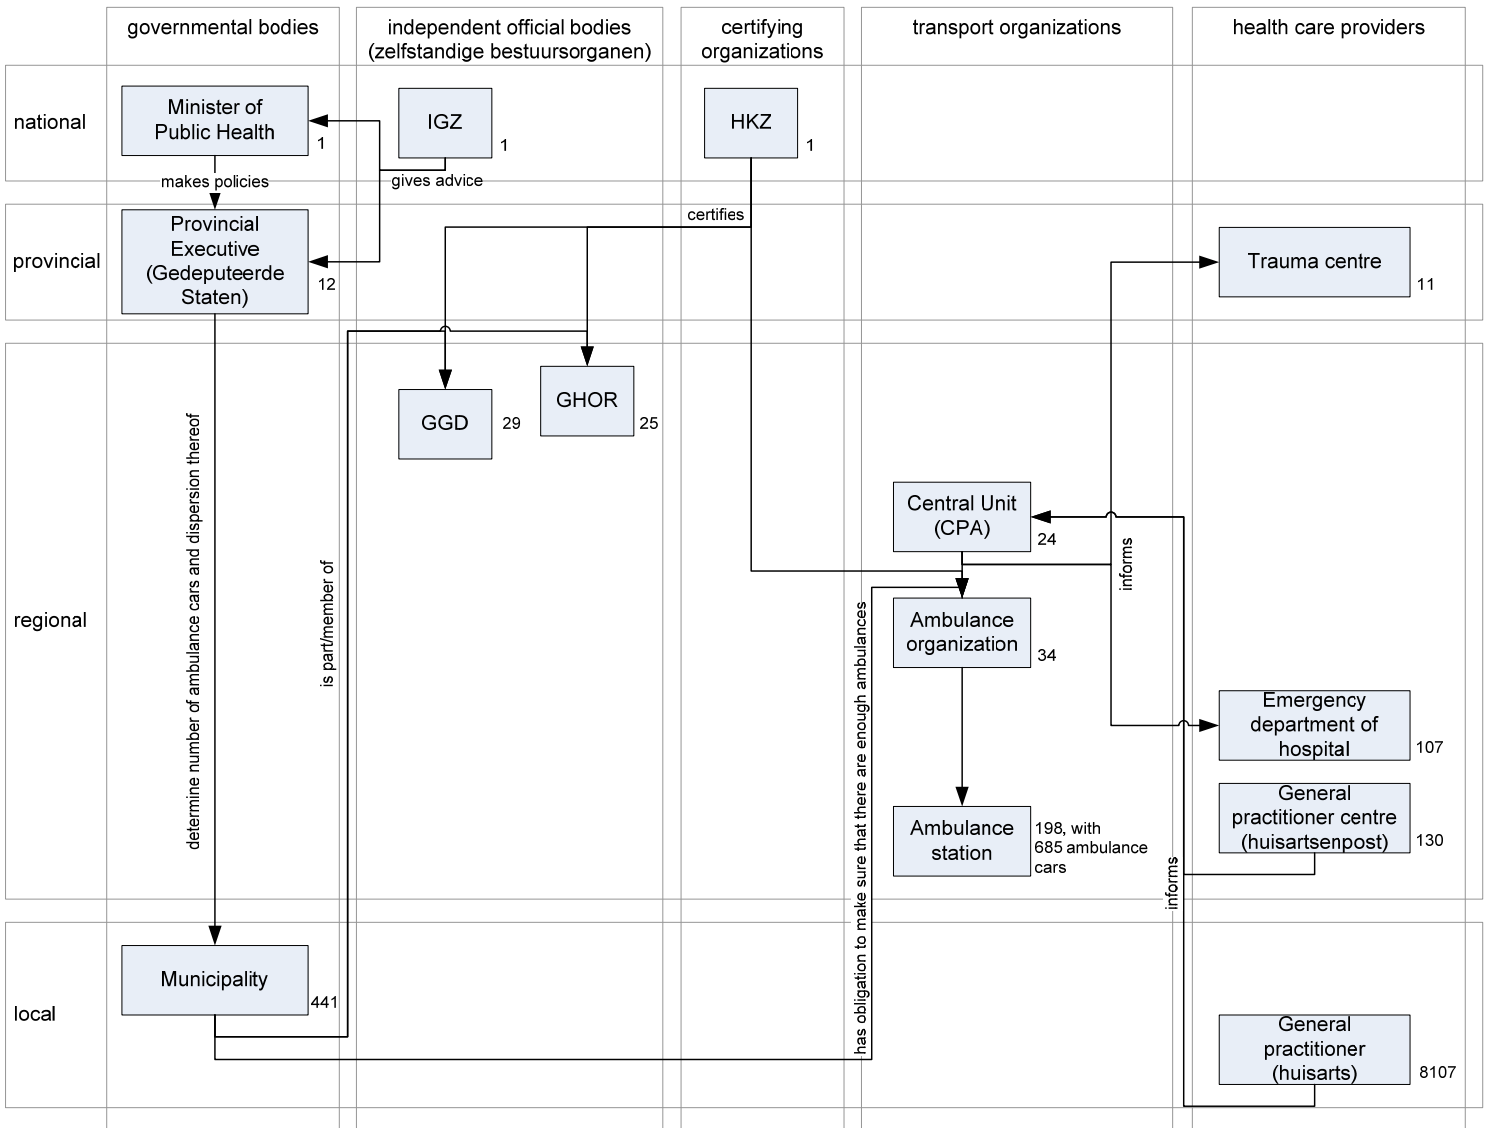 governmental bodies
independent official bodies
(zelfstandige bestuursorganen)
certifying
organizations
transport organizations
health care providers
national
Minister of
Public Health
1
IGZ
1
HKZ
1
makes policies
gives advice
provincial
Provincial
Executive
(Gedeputeerde
Staten)
12
certifies
Trauma centre
11
regional
GGD
29
GHOR
25
determine number of ambulance cars and dispersion thereof
is part/member of
Central Unit
(CPA)
24
informs
Ambulance
organization
34
has obligation to make sure that there are enough ambulances
Emergency
department of
hospital
107
General
practitioner centre
(huisartsenpost)
130
Ambulance
station
198, with
685 ambulance
cars
informs
local
Municipality
441
General
practitioner
(huisarts)
8107